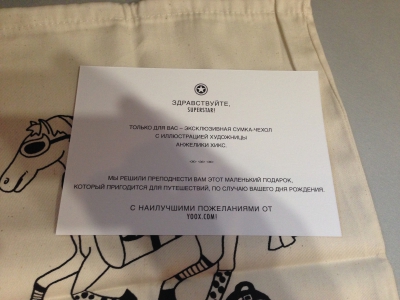 ЗДРАВСТВУЙТЕ,
SUPERSTAR!
ТОЛЬКО ДЛЯ ВАС – ЭКСКЛЮЗИВНАЯ СУМКА-ЧЕХОЛ
С ИЛЛЮСТРАЦИЕЙ ХУДОЖНИЦЫ
АНЖЕЛИКИ ХИКС.
МЫ РЕШИЛИ ПРЕПОДНЕСТИ ВАМ ЭТОТ МАЛЕНЬКИЙ ПОДАРОК,
КОТОРЫЙ ПРИГОДИТСЯ ДЛЯ ПУТЕШЕСТВИЙ, ПО СЛУЧАЮ ВАШЕГО ДНЯ РОЖДЕНИЯ.
С НАИЛУЧШИМИ ПОЖЕЛАНИЯМИ ОТ
YOOX.COM!